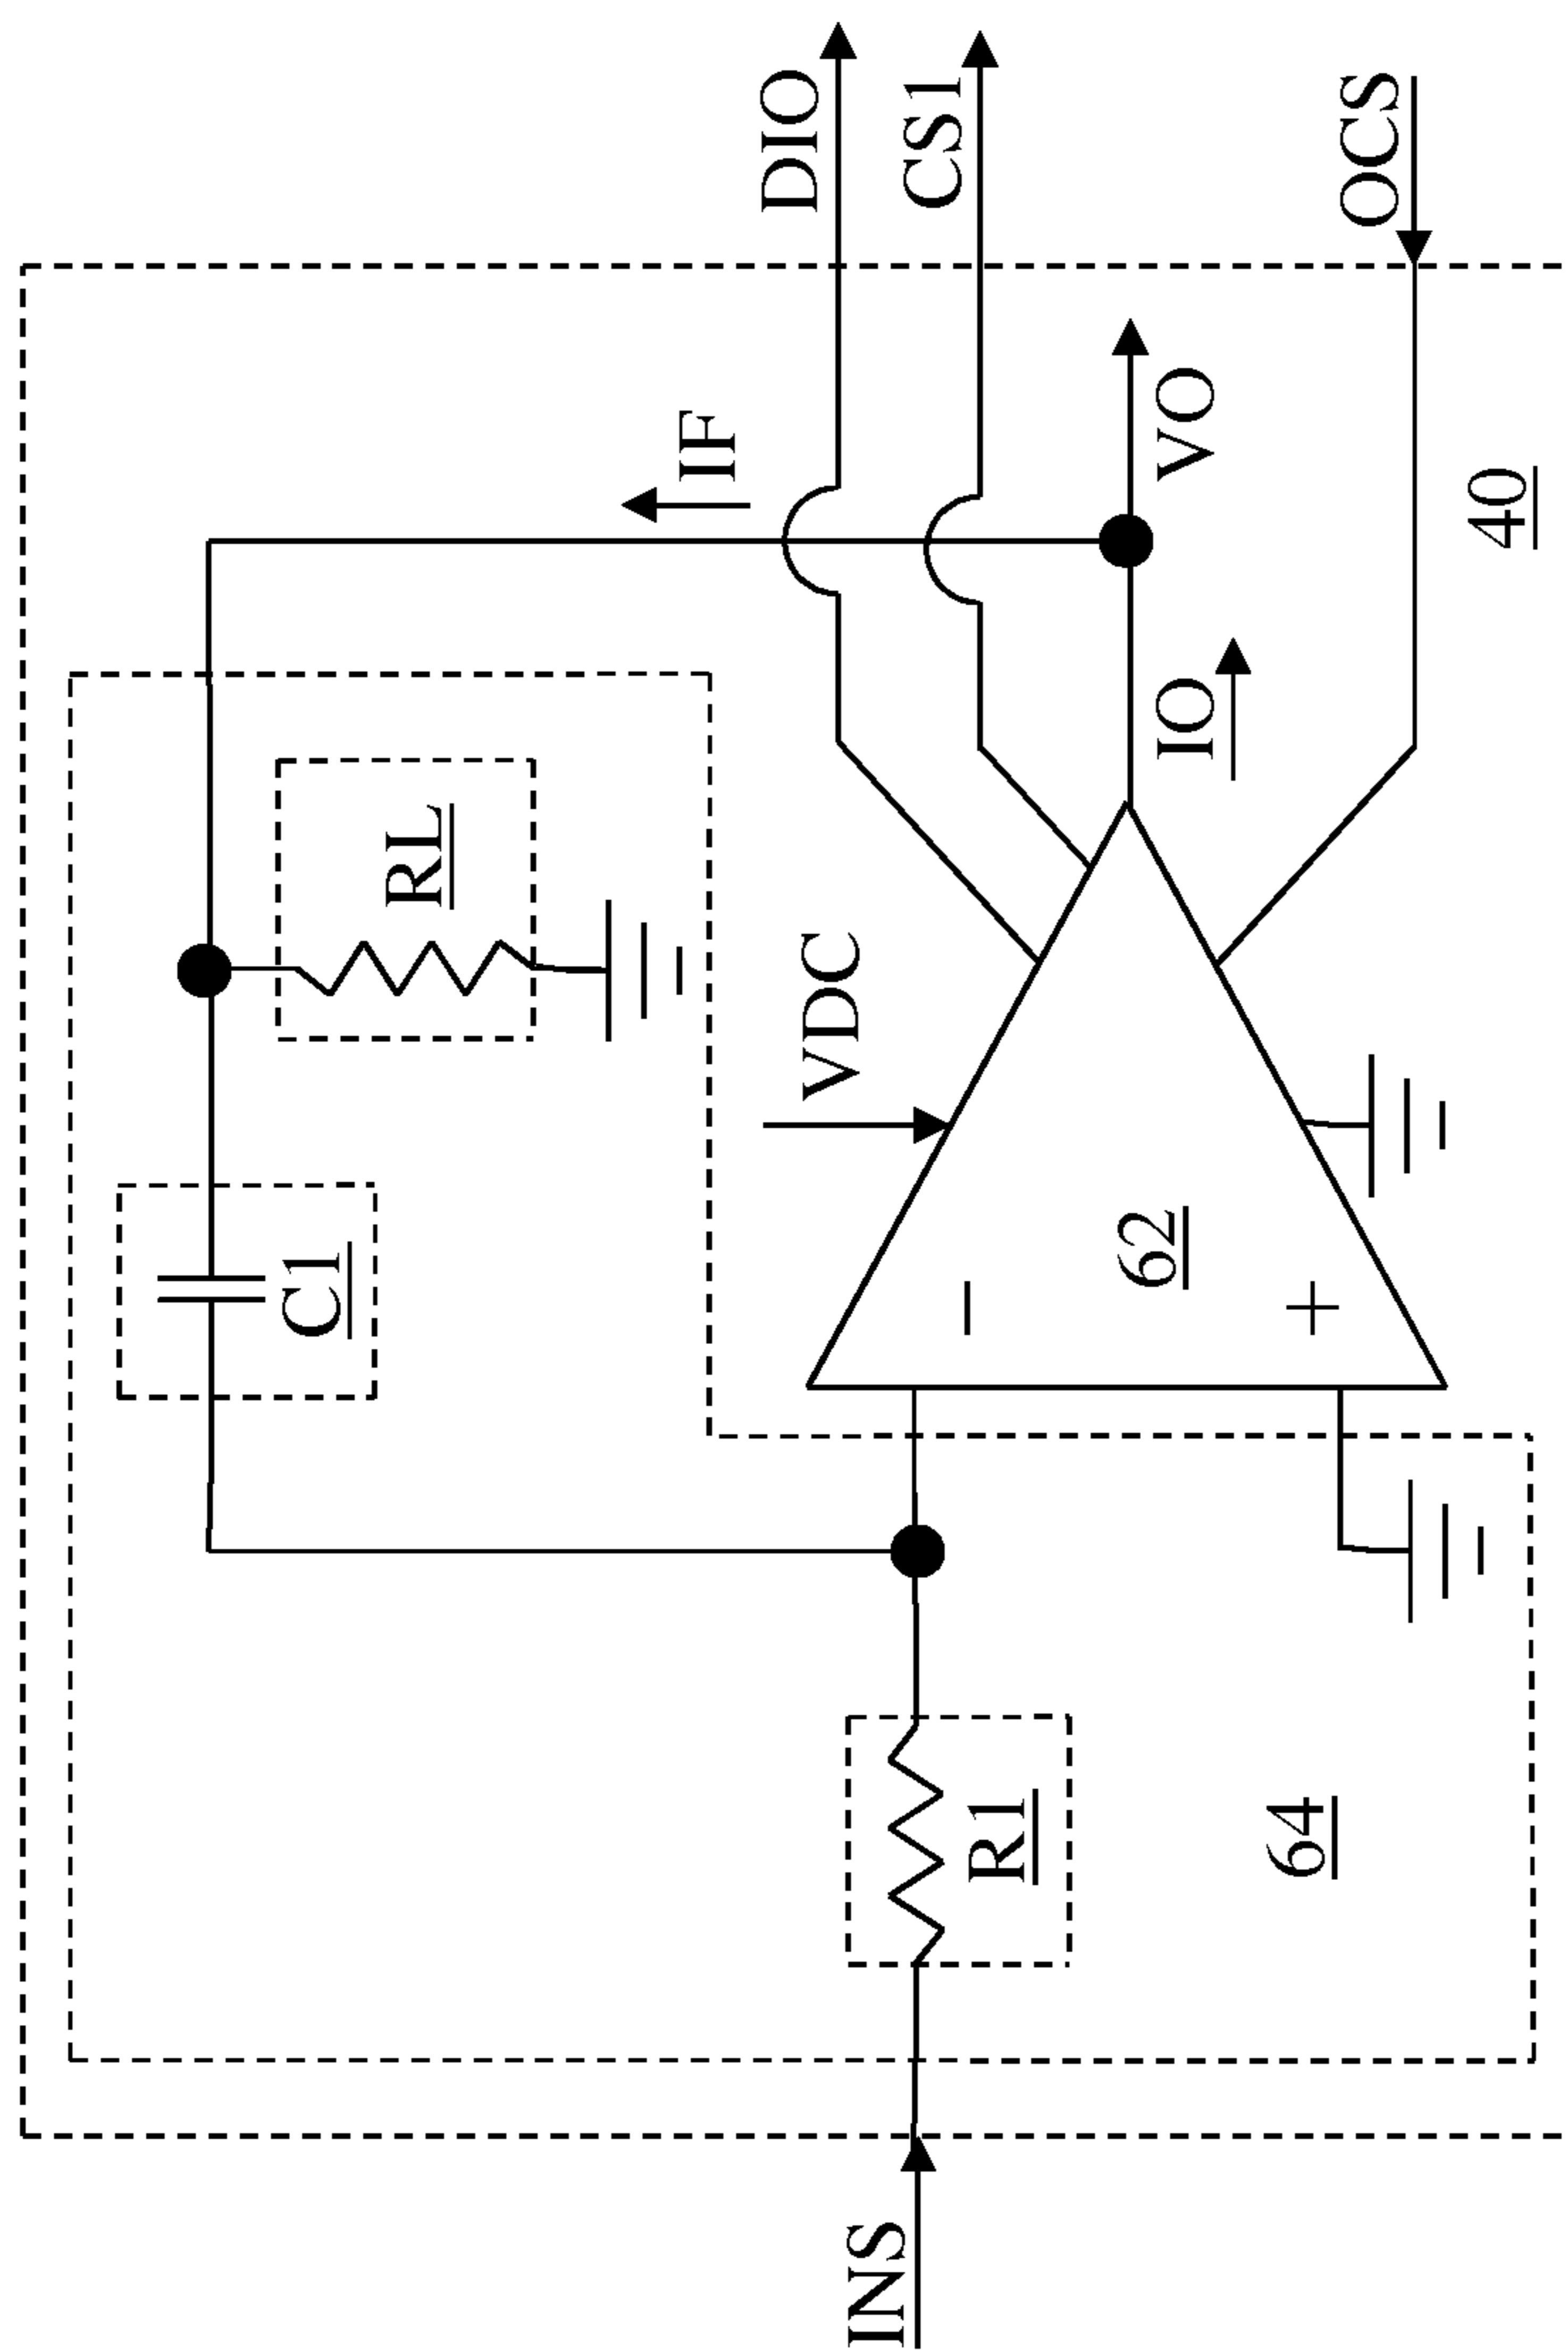 DIO
CS1
OCS
IF
VO
40
IO
RL
VDC
C1
62
−
+
R1
64
INS